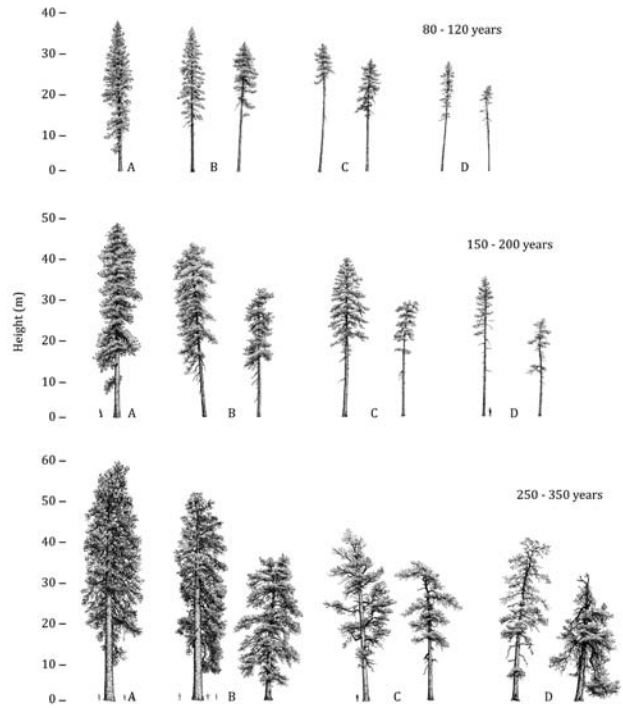 40 –
80 - 120 years
30 –
20 –
10 –
0 –
A B C D
50 –
150 - 200 years
40 –
30 –
20 –
10 –
0 –
A B C D
Height (m)
60 –
250 - 350 years
50 –
40 –
30 –
20 –
10 –
0 –
A B C D